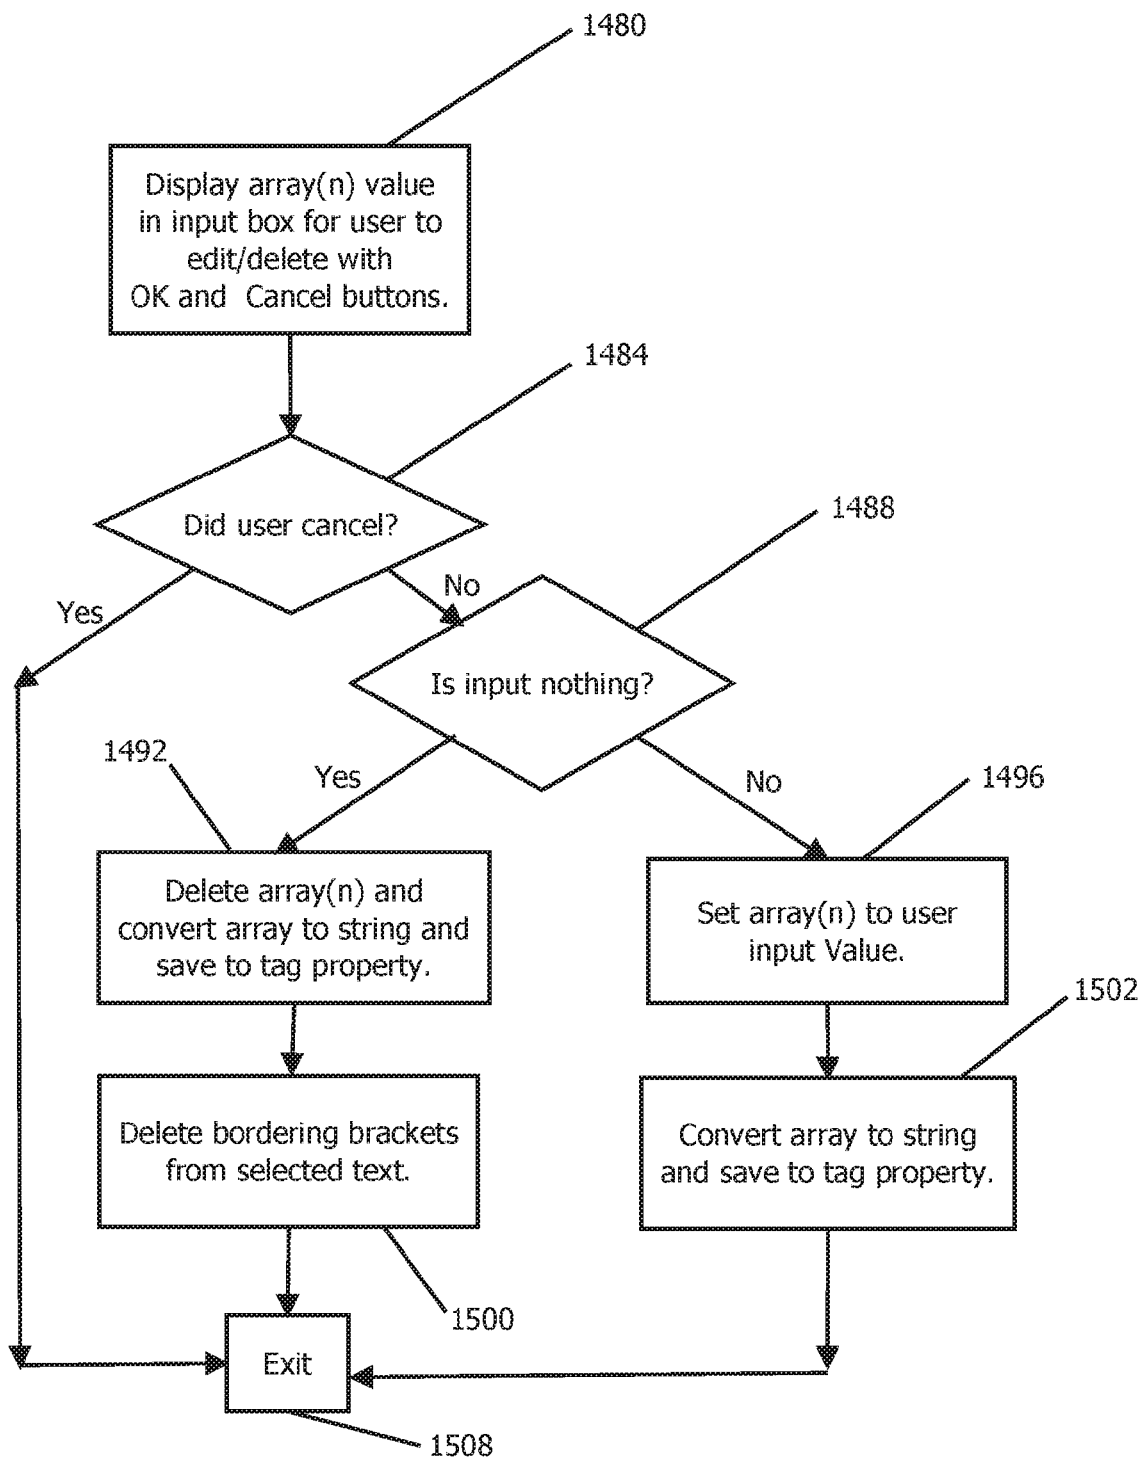 1480
Display array(n) value
in input box for user to
edit/delete with
OK and Cancel buttons.
1484
Did user cancel?
1488
No
Yes
Is input nothing?
1492
Yes
No
1496
Delete array(n) and
convert array to string and
save to tag property.
Set array(n) to user
input Value.
1502
Delete bordering brackets
from selected text.
Convert array to string
and save to tag property.
1500
Exit
1508